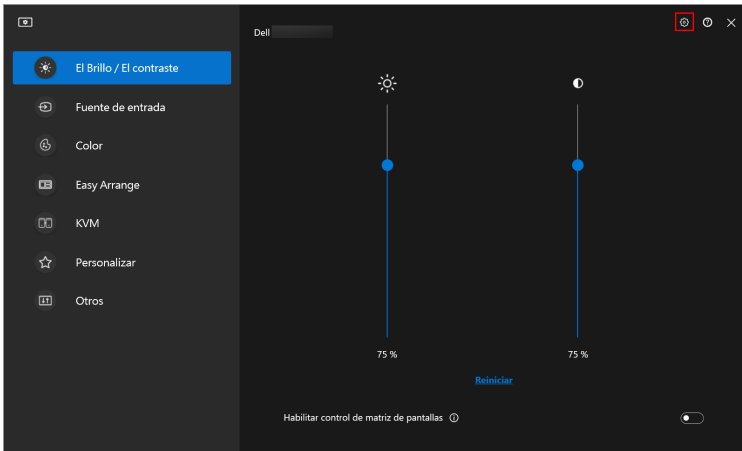 Dell
El Brillo / El contraste
Fuente de entrada
Color
Easy Arrange
KVM
Personalizar
Otros
75 %
75 %
Reiniciar
Habilitar control de matriz de pantallas